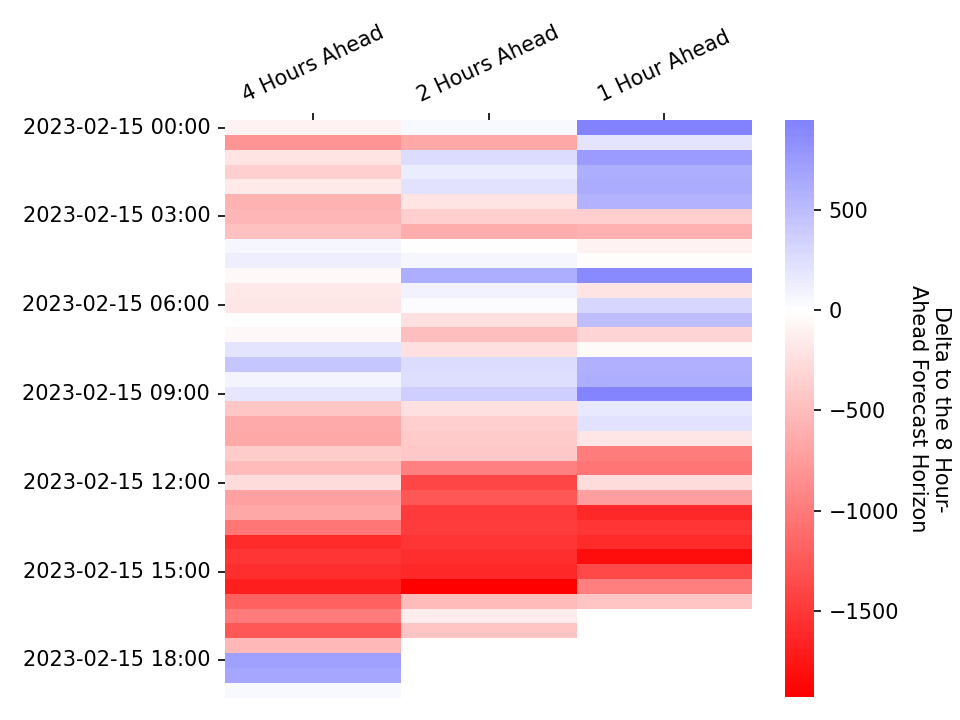 4 Hours Ahead
2 Hours Ahead
1 Hour Ahead
2023-02-15 00:00
2023-02-15 03:00
2023-02-15 06:00
2023-02-15 09:00
2023-02-15 12:00
2023-02-15 15:00
2023-02-15 18:00
500
0
−500
−1000
−1500
Delta to the 8 Hour-
Ahead Forecast Horizon